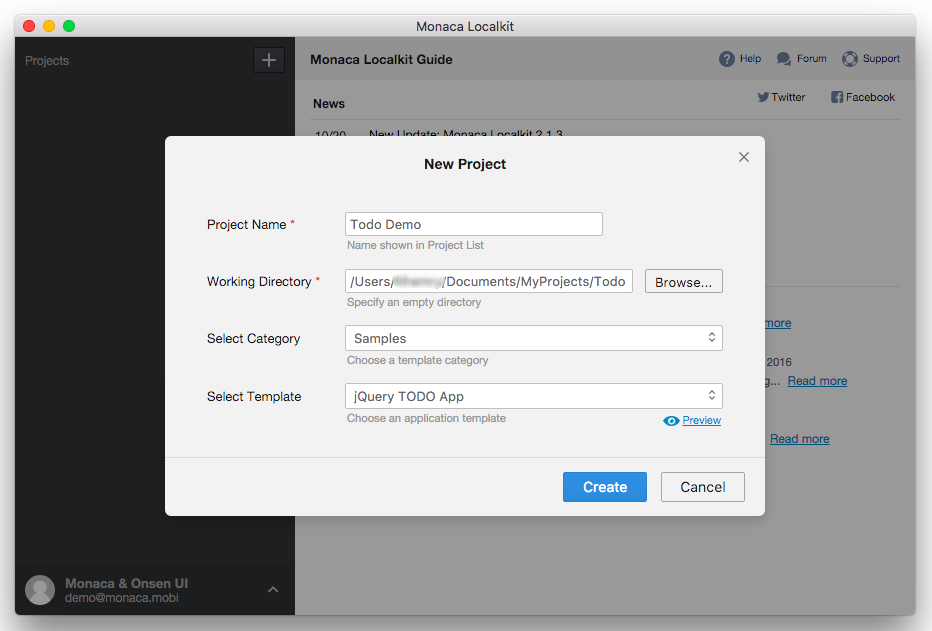 Monaca Localkit
Projects
Monaca Localkit Guide
Help
Forum
Support
Twitter
Facebook
News
10/20 New Update: Monaca Localkit 2.1.3
New Project
Project Name *
Todo Demo
Name shown in Project List
Working Directory *
/Users/ /Documents/MyProjects/Todo
Browse...
Specify an empty directory
Select Category
Samples
Choose a template category
Select Template
jQuery TODO App
Choose an application template
Preview
Create
Cancel
more
2016
g... Read more
Read more
Monaca & Onsen UI
demo@monaca.mobi